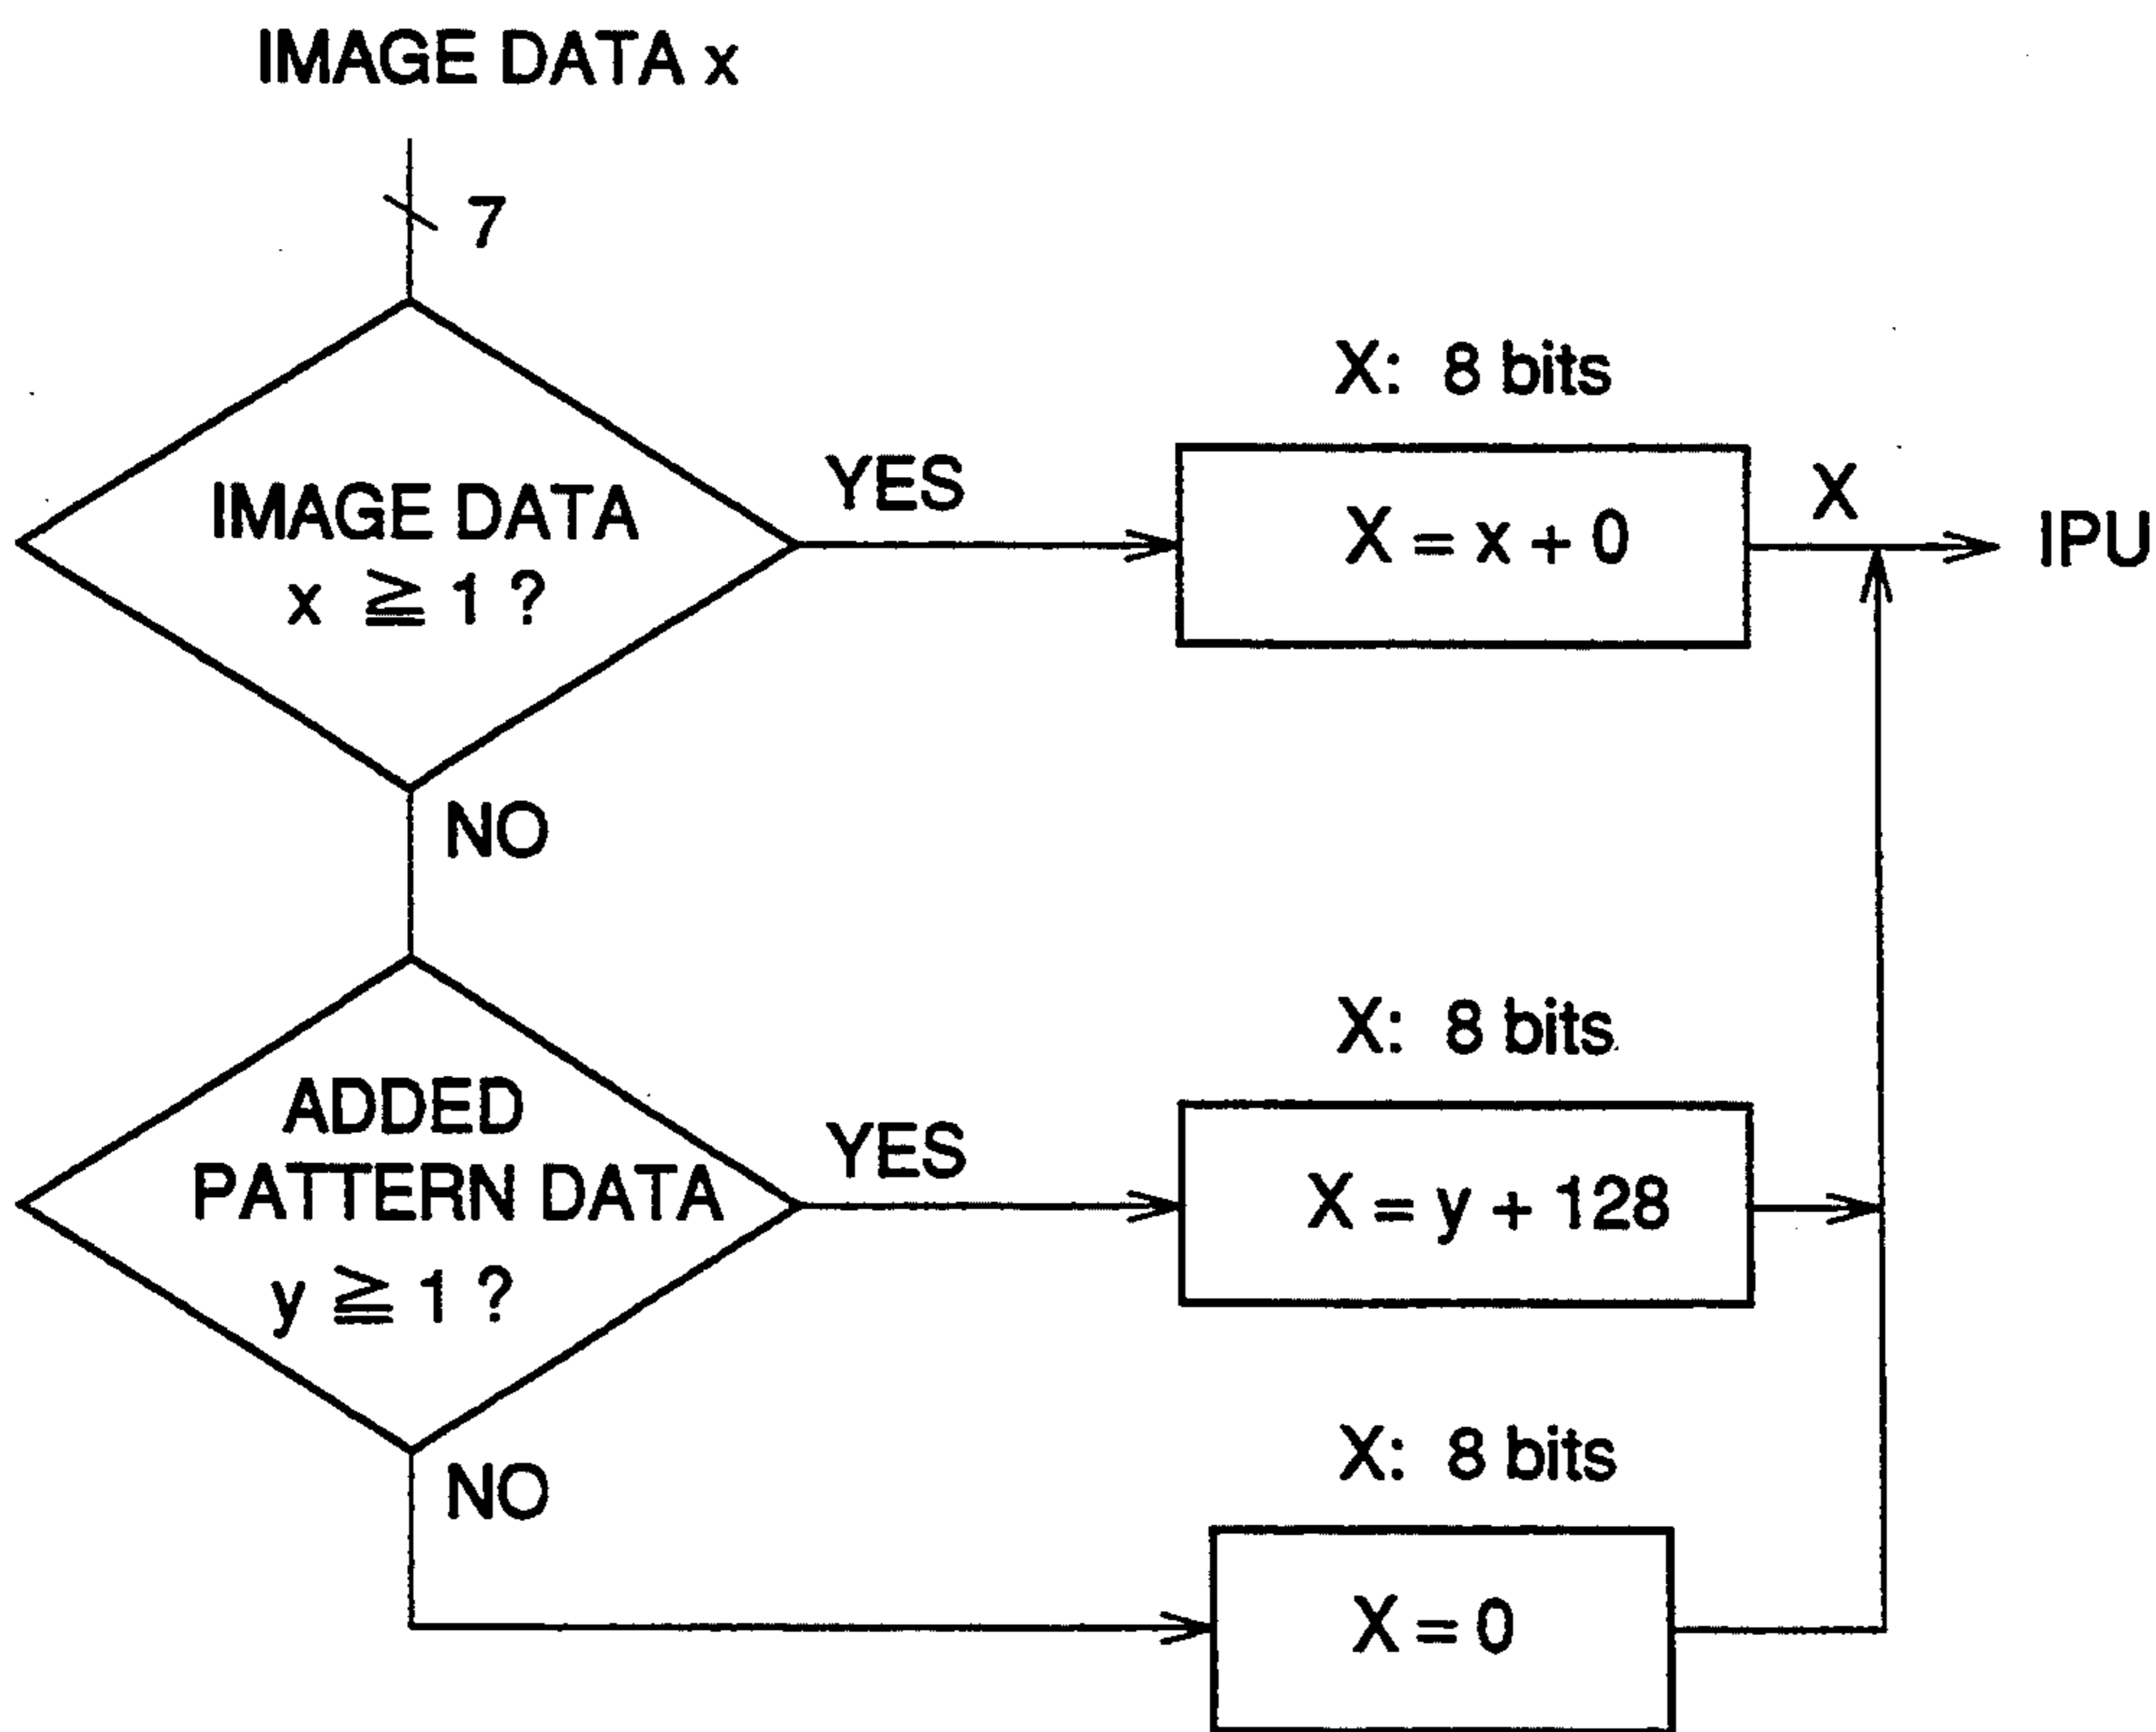 IMAGE DATA x
7
IMAGE DATA
x ≧ 1 ?
YES
X: 8 bits
X = x + 0
X
IPU
NO
ADDED
PATTERN DATA
y ≧ 1 ?
YES
X: 8 bits
X = y + 128
NO
X: 8 bits
X = 0